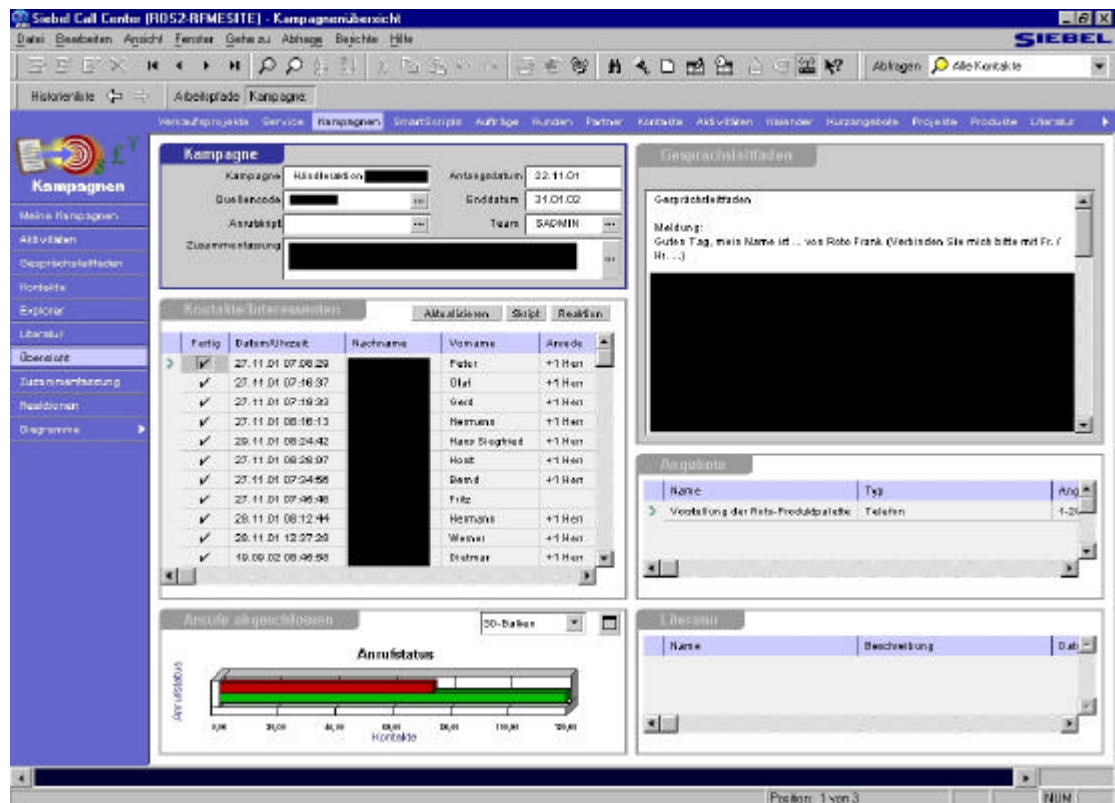 Siebel Call Center (ROS2-RFMESITE) - Kampagnenübersicht
Datei Bearbeiten Ansicht Fenster Gehe zu Abfrage Berichte Hilfe
SIEBEL
Abfragen Alle Kontakte
Historienliste Arbeitspfade Kampagne:
Verkaufsprojekte Service Kampagnen SmartScripts Aufträge Kunden Partner Kontakte Aktivitäten Kalender Kurzangebote Projekte Produkte Literatur
Kampagnen
Meine Kampagnen
Aktivitäten
Gesprächsleitfaden
Kontakte
Explorer
Literatur
Übersicht
Zusammenfassung
Reaktionen
Diagramme
Kampagne
Kampagne Händleraktion Anfangsdatum 22.11.01
Quellencode Enddatum 31.01.02
Anrufskript Team SADMIN
Zusammenfassung
Gesprächsleitfaden
Gesprächsleitfaden
Meldung:
Guten Tag, mein Name ist ... von Roto Frank (Verbinden Sie mich bitte mit Fr. /
Hr. ...)
Kontakte/Interessenten Aktualisieren Skript Reaktion
Fertig Datum/Uhrzeit Nachname Vorname Anrede
27.11.01 07:08:29 Peter +1 Herr
27.11.01 07:16:37 Olaf +1 Herr
27.11.01 07:19:33 Gerd +1 Herr
27.11.01 08:16:13 Hermann +1 Herr
29.11.01 08:24:42 Hans Siegfried +1 Herr
27.11.01 08:28:07 Horst +1 Herr
27.11.01 07:34:56 Bernd +1 Herr
27.11.01 07:46:46 Fritz
28.11.01 08:12:44 Hermann +1 Herr
28.11.01 13:37:28 Werner +1 Herr
19.09.02 08:46:58 Dietmar +1 Herr
Angebote
Name Typ Ang
Vorstellung der Roto-Produktpalette Telefon 1-2
Anrufe abgeschlossen 3D-Balken
Anrufstatus
Anrufstatus
0,00
Kontakte
Literatur
Name Beschreibung Dat
Position: 1 von 3 NUM